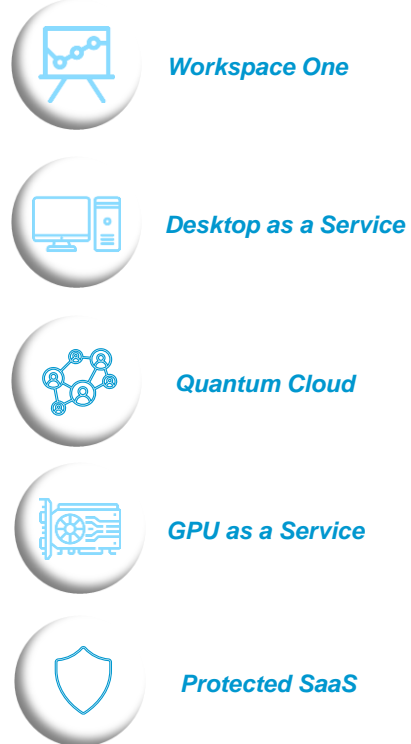 Workspace One
Desktop as a Service
Quantum Cloud
GPU as a Service
Protected SaaS